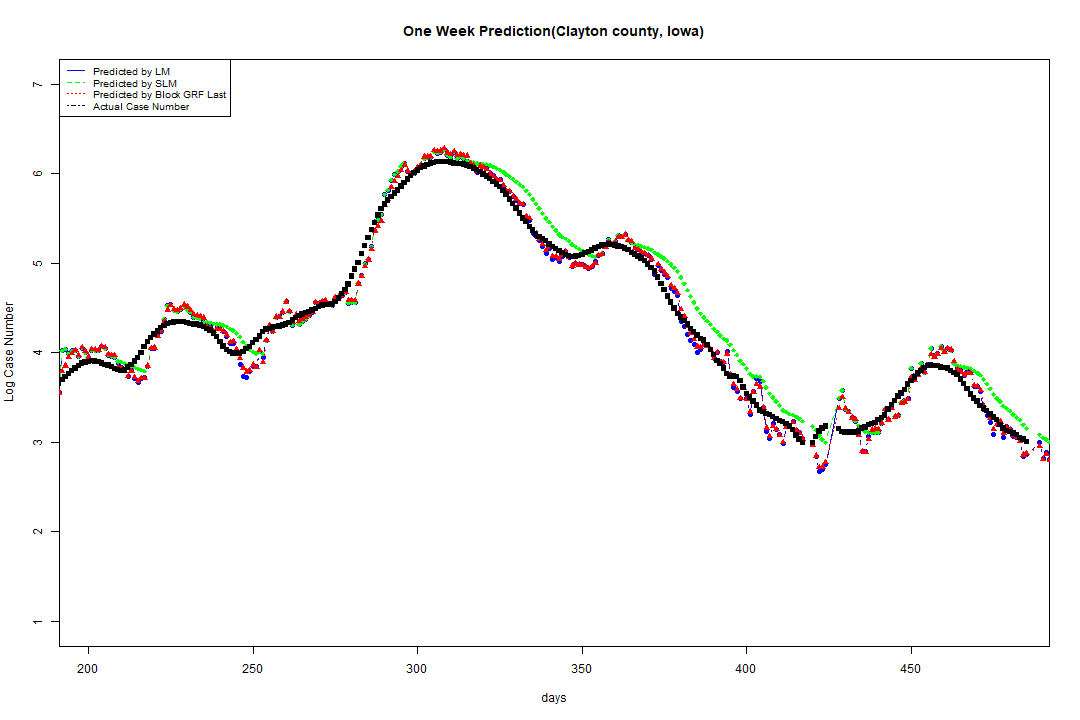 One Week Prediction(Clayton county, Iowa)
Predicted by LM
Predicted by SLM
Predicted by Block GRF Last
Actual Case Number
7
6
5
4
3
2
1
Log Case Number
200 250 300 350 400 450
days